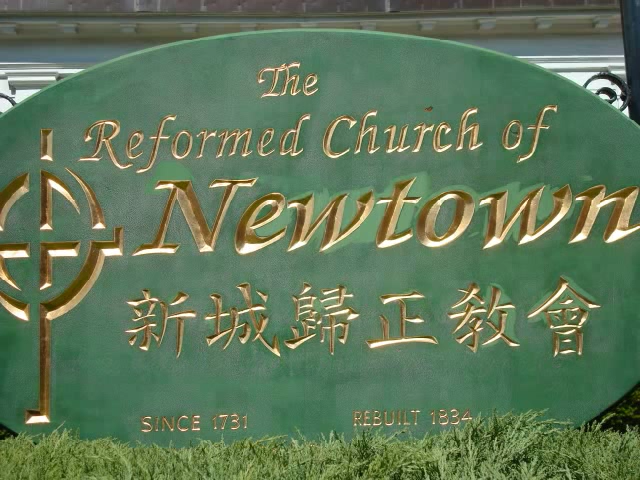 The
Reformed Church of
Newtown
新城歸正教會
SINCE 1731 REBUILT 1834